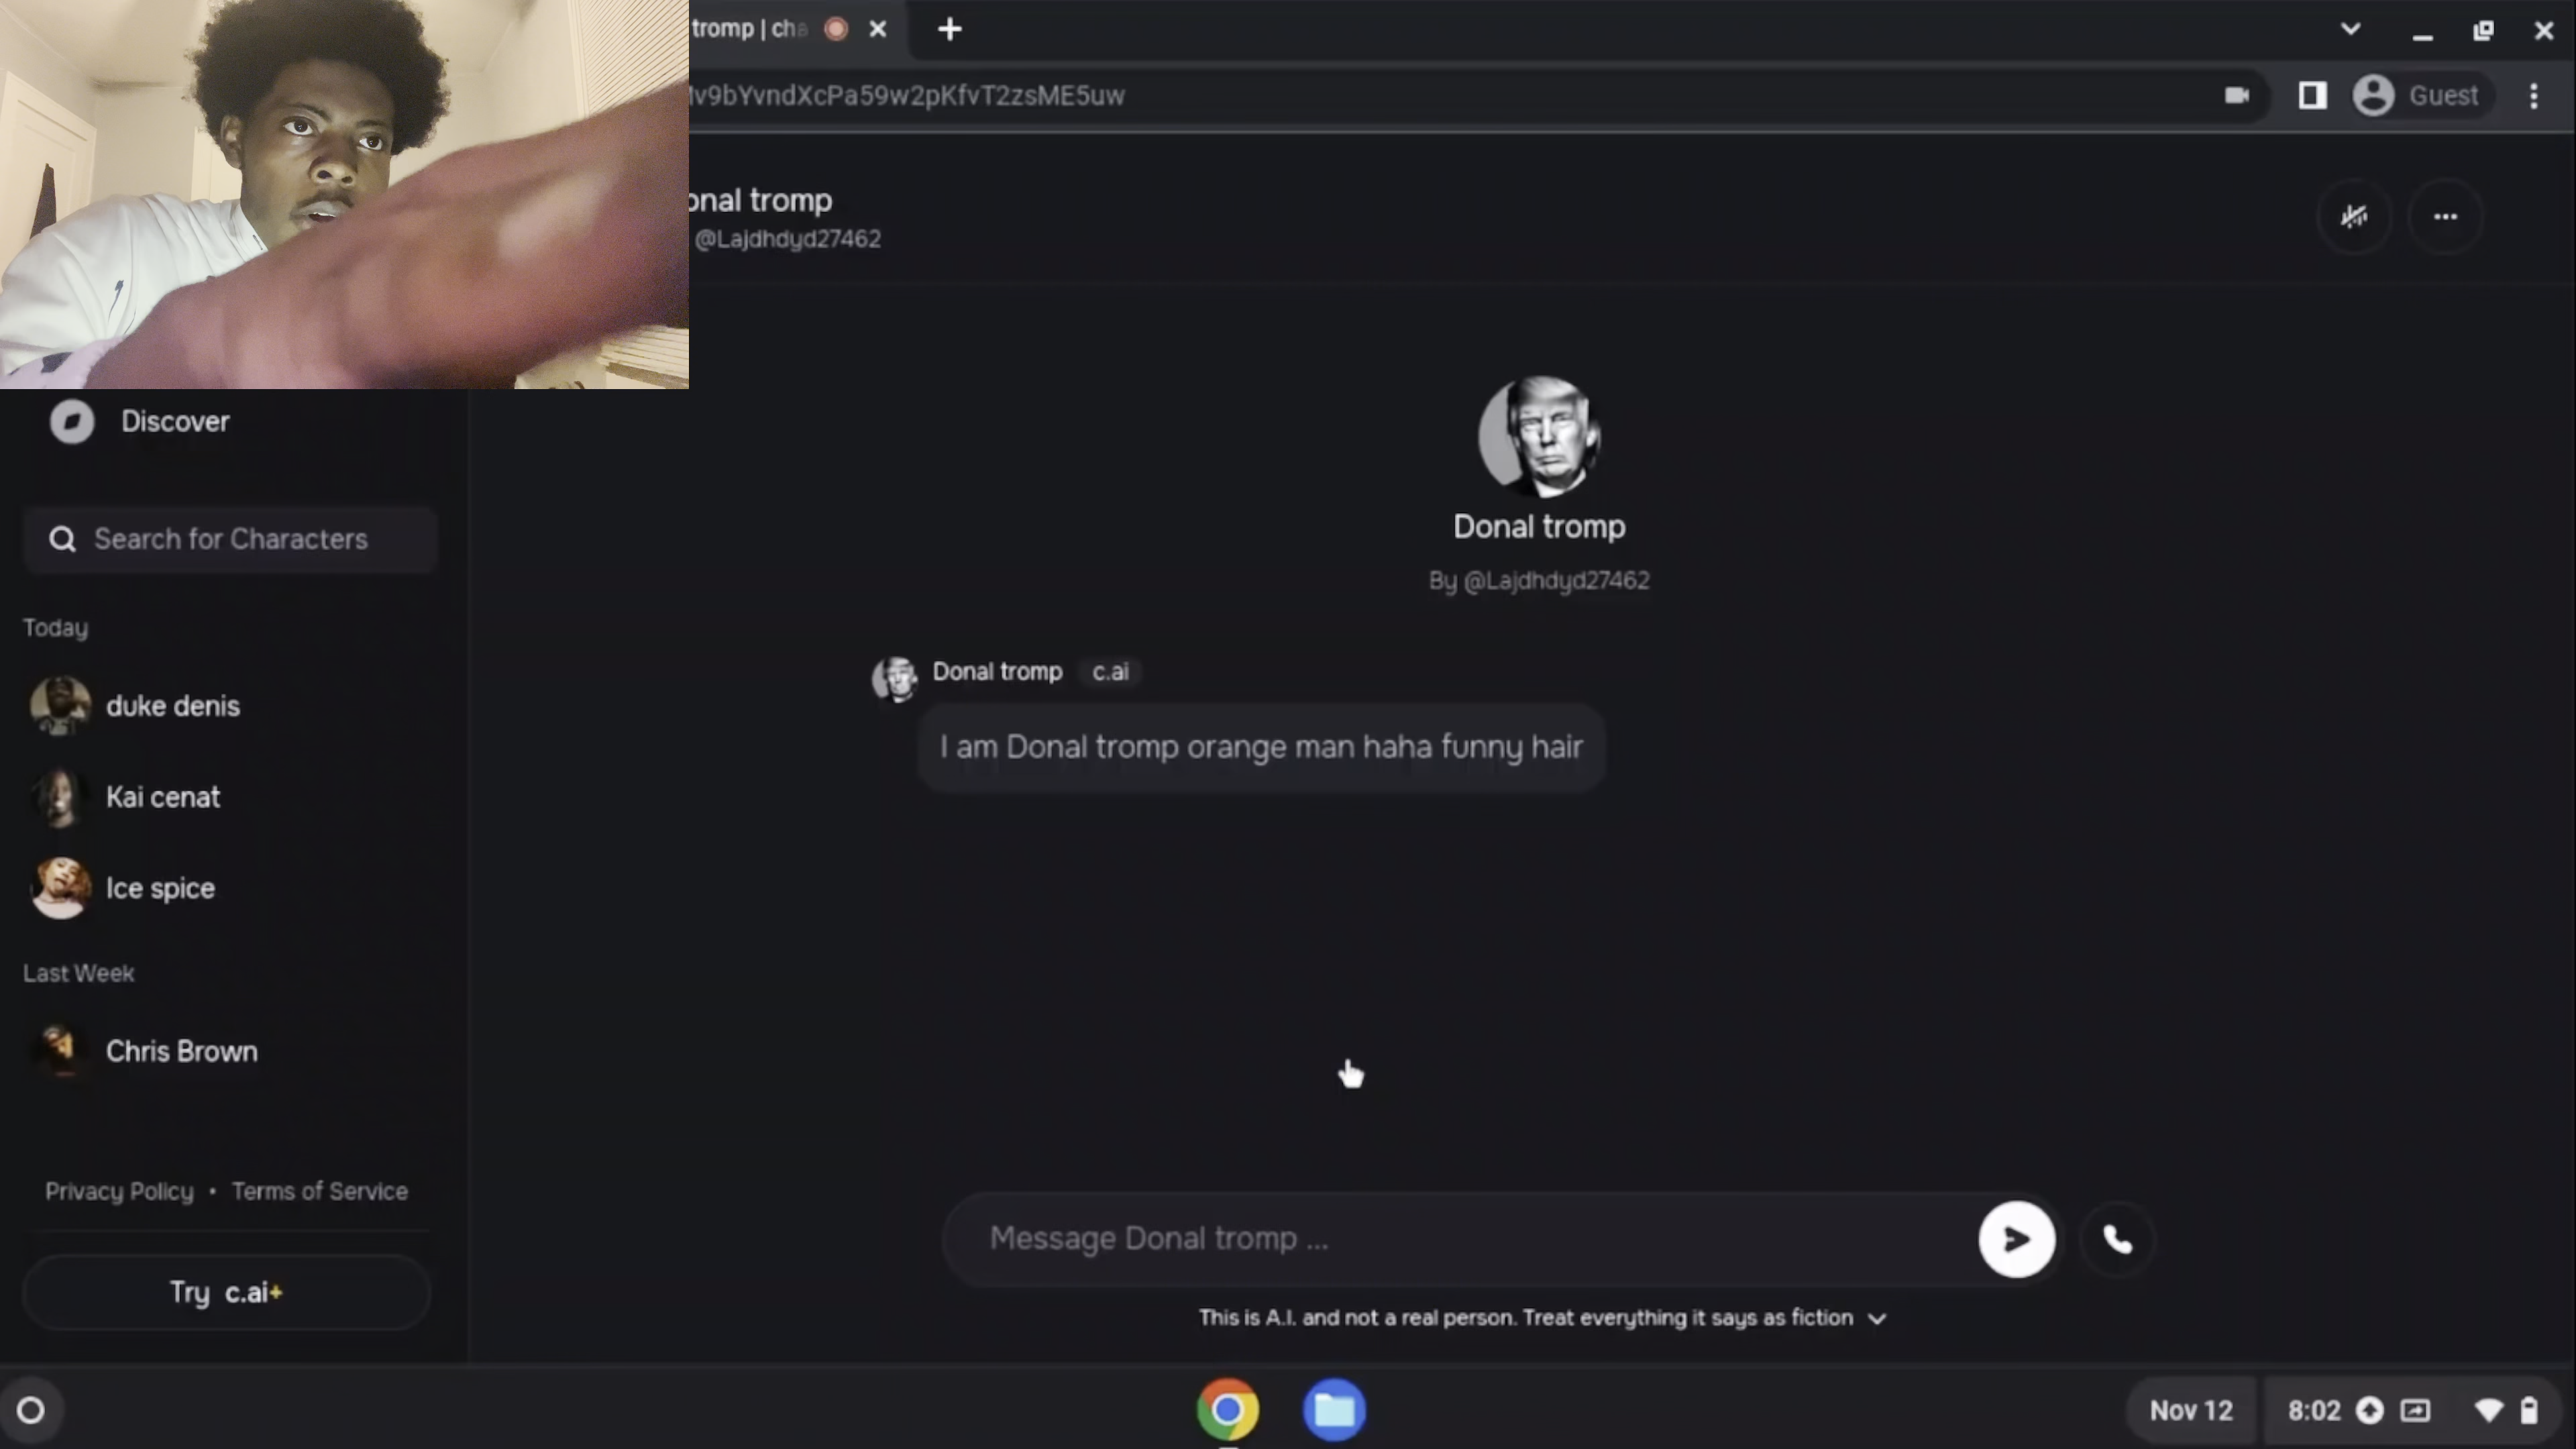 tromp | cha
v9bYvndXcPa59w2pKfvT2zsME5uw
Guest
onal tromp
@Lajdhdyd27462
Discover
Search for Characters
Today
duke denis
Kai cenat
Ice spice
Last Week
Chris Brown
Privacy Policy • Terms of Service
Try c.ai+
Donal tromp
By @Lajdhdyd27462
Donal tromp c.ai
I am Donal tromp orange man haha funny hair
Message Donal tromp ...
This is A.I. and not a real person. Treat everything it says as fiction
Nov 12
8:02